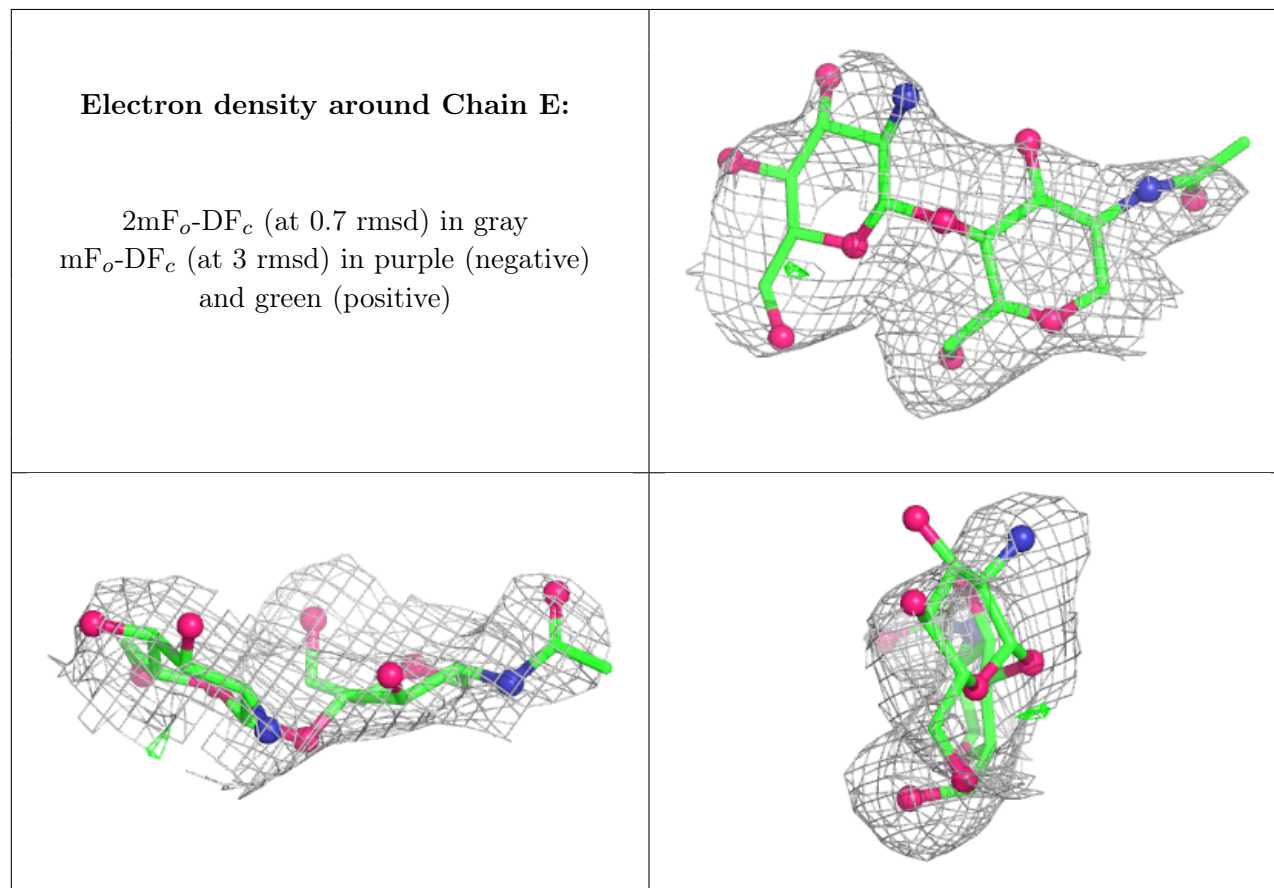 Electron density around Chain E:
2mFₒ-DF𝒸 (at 0.7 rmsd) in gray
mFₒ-DF𝒸 (at 3 rmsd) in purple (negative)
and green (positive)